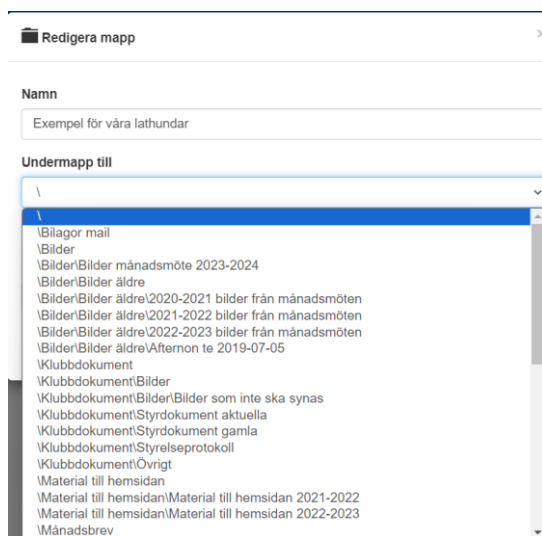 Redigera mapp
×
Namn
Exempel för våra lathundar
Undermapp till
\
\
\Bilagor mail
\Bilder
\Bilder\Bilder månadsmöte 2023-2024
\Bilder\Bilder äldre
\Bilder\Bilder äldre\2020-2021 bilder från månadsmöten
\Bilder\Bilder äldre\2021-2022 bilder från månadsmöten
\Bilder\Bilder äldre\2022-2023 bilder från månadsmöten
\Bilder\Bilder äldre\Afternon te 2019-07-05
\Klubbdokument
\Klubbdokument\Bilder
\Klubbdokument\Bilder\Bilder som inte ska synas
\Klubbdokument\Styrdokument aktuella
\Klubbdokument\Styrdokument gamla
\Klubbdokument\Styrelseprotokoll
\Klubbdokument\Övrigt
\Material till hemsidan
\Material till hemsidan\Material till hemsidan 2021-2022
\Material till hemsidan\Material till hemsidan 2022-2023
\Månadsbrev